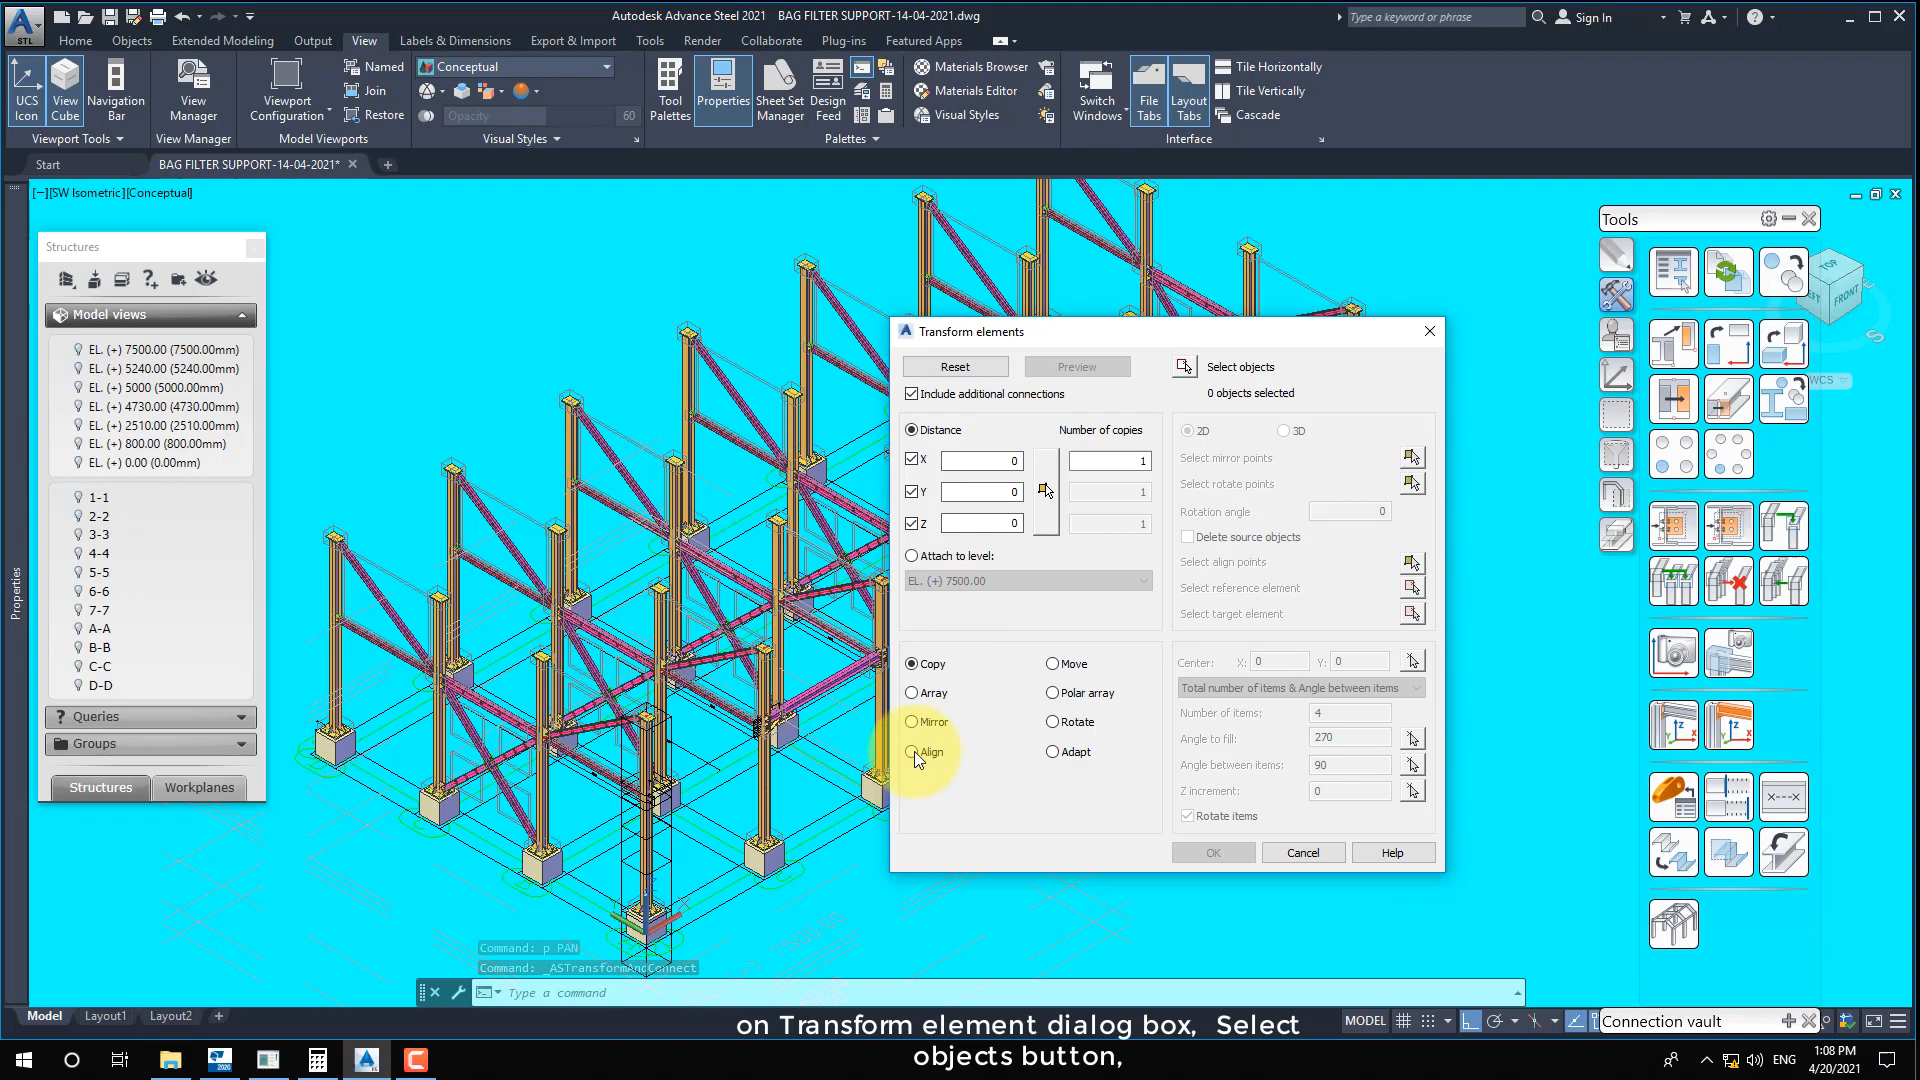 Autodesk Advance Steel 2021 BAG FILTER SUPPORT-14-04-2021.dwg
Type a keyword or phrase
Sign In
STL
Home Objects Extended Modeling Output View Labels & Dimensions Export & Import Tools Render Collaborate Plug-ins Featured Apps
UCS Icon
View Cube
Navigation Bar
View Manager
Viewport Configuration
Named
Join
Restore
Conceptual
Opacity 60
Tool Palettes
Properties
Sheet Set Manager
Design Feed
Materials Browser
Materials Editor
Visual Styles
Switch Windows
File Tabs
Layout Tabs
Tile Horizontally
Tile Vertically
Cascade
Viewport Tools View Manager Model Viewports Visual Styles Palettes Interface
Start BAG FILTER SUPPORT-14-04-2021*
[−][SW Isometric][Conceptual]
Structures
Model views
EL. (+) 7500.00 (7500.00mm)
EL. (+) 5240.00 (5240.00mm)
EL. (+) 5000 (5000.00mm)
EL. (+) 4730.00 (4730.00mm)
EL. (+) 2510.00 (2510.00mm)
EL. (+) 800.00 (800.00mm)
EL. (+) 0.00 (0.00mm)
1-1
2-2
3-3
4-4
5-5
6-6
7-7
A-A
B-B
C-C
D-D
Queries
Groups
Structures Workplanes
Properties
Transform elements
Reset Preview Select objects
Include additional connections 0 objects selected
Distance Number of copies
X 0 1
Y 0 1
Z 0 1
Attach to level:
EL. (+) 7500.00
2D 3D
Select mirror points
Select rotate points
Rotation angle 0
Delete source objects
Select align points
Select reference element
Select target element
Copy Move
Array Polar array
Mirror Rotate
Align Adapt
Center: X: 0 Y: 0
Total number of items & Angle between items
Number of items: 4
Angle to fill: 270
Angle between items: 90
Z increment: 0
Rotate items
OK Cancel Help
Tools
TOP
FRONT
WCS
7500.00
Command: p PAN
Command: _ASTransformAndConnect
Type a command
Model Layout1 Layout2
MODEL
Connection vault
on Transform element dialog box, Select
objects button,
2020
ENG
1:08 PM
4/20/2021